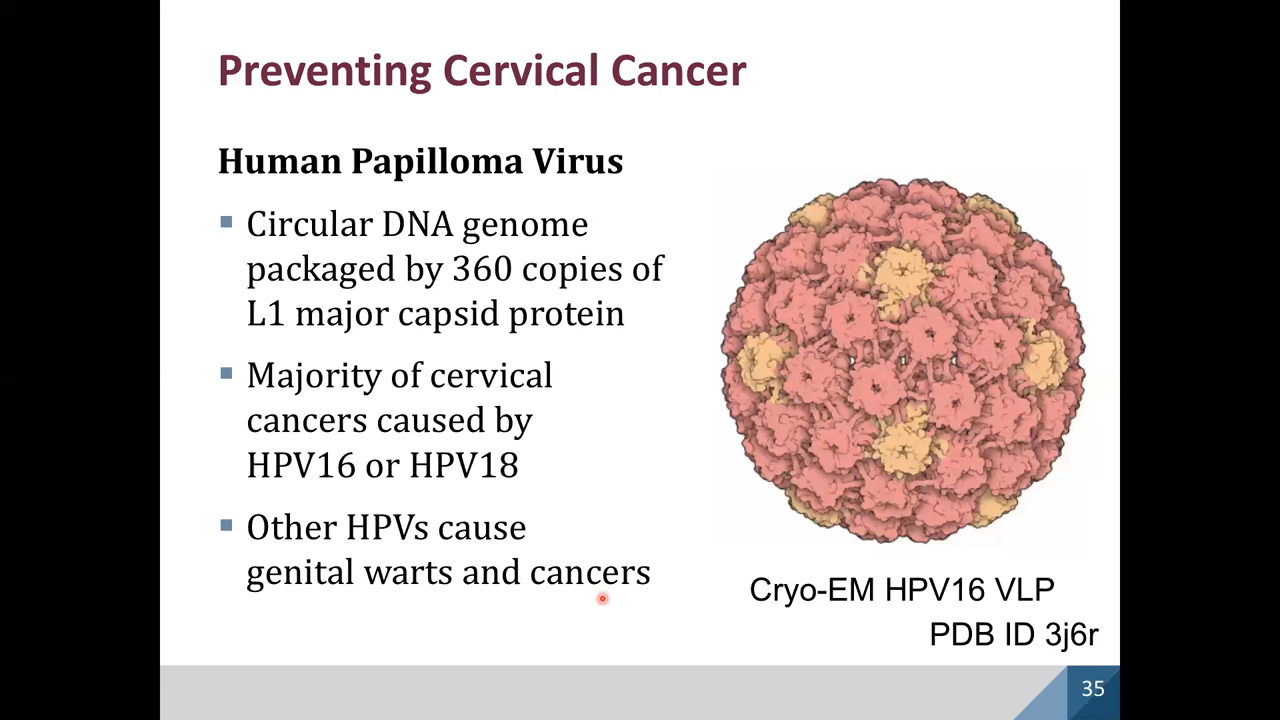 Preventing Cervical Cancer
Human Papilloma Virus
▪ Circular DNA genome
packaged by 360 copies of
L1 major capsid protein
▪ Majority of cervical
cancers caused by
HPV16 or HPV18
▪ Other HPVs cause
genital warts and cancers
Cryo-EM HPV16 VLP
PDB ID 3j6r
35